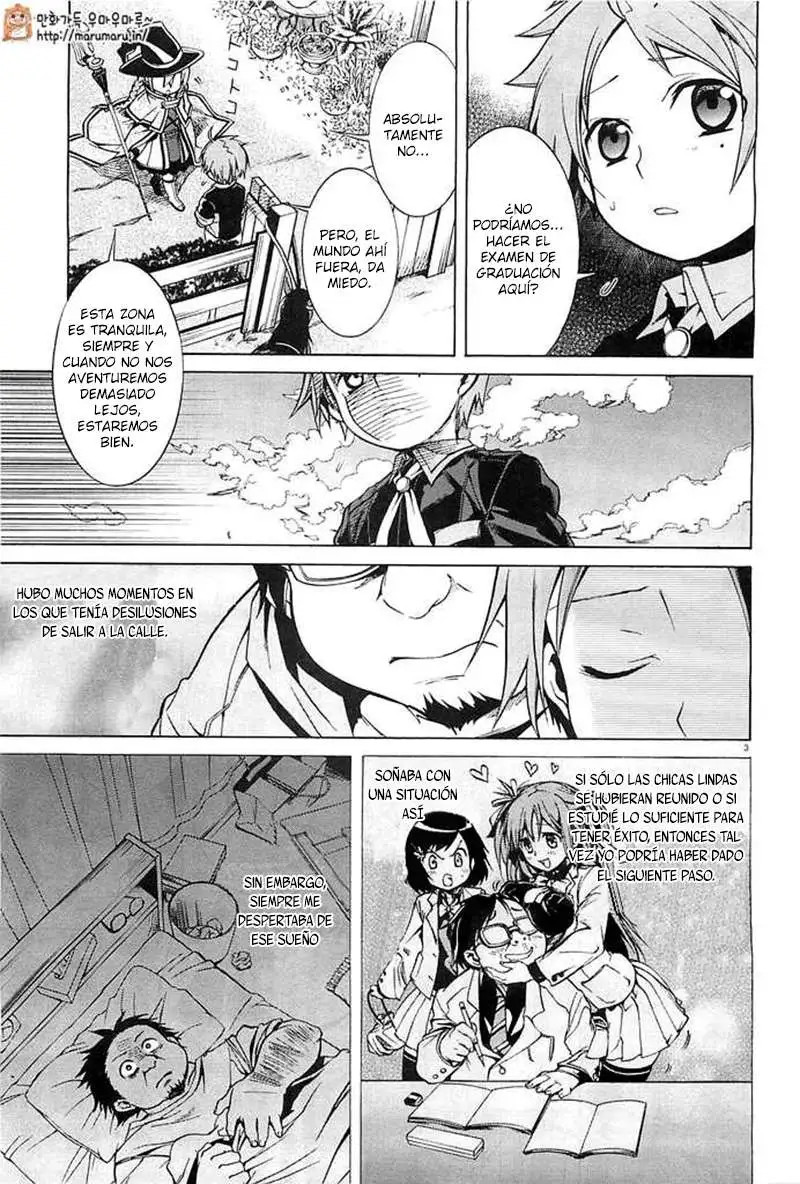 만화가득 우마우마루~
http://marumaru.in/
¿NO
PODRÍAMOS...
HACER EL
EXAMEN DE
GRADUACIÓN
AQUÍ?
ABSOLU-
TAMENTE
NO...
PERO, EL
MUNDO AHÍ
FUERA, DA
MIEDO.
ESTA ZONA
ES TRANQUILA,
SIEMPRE Y
CUANDO NO NOS
AVENTUREMOS
DEMASIADO
LEJOS,
ESTAREMOS
BIEN.
HUBO MUCHOS MOMENTOS EN
LOS QUE TENÍA DESILUSIONES
DE SALIR A LA CALLE.
3
SI SÓLO LAS CHICAS LINDAS
SE HUBIERAN REUNIDO O SI
ESTUDIÉ LO SUFICIENTE PARA
TENER ÉXITO, ENTONCES TAL
VEZ YO PODRÍA HABER DADO
EL SIGUIENTE PASO.
SOÑABA CON
UNA SITUACIÓN
ASÍ
SIN EMBARGO,
SIEMPRE ME
DESPERTABA DE
ESE SUEÑO